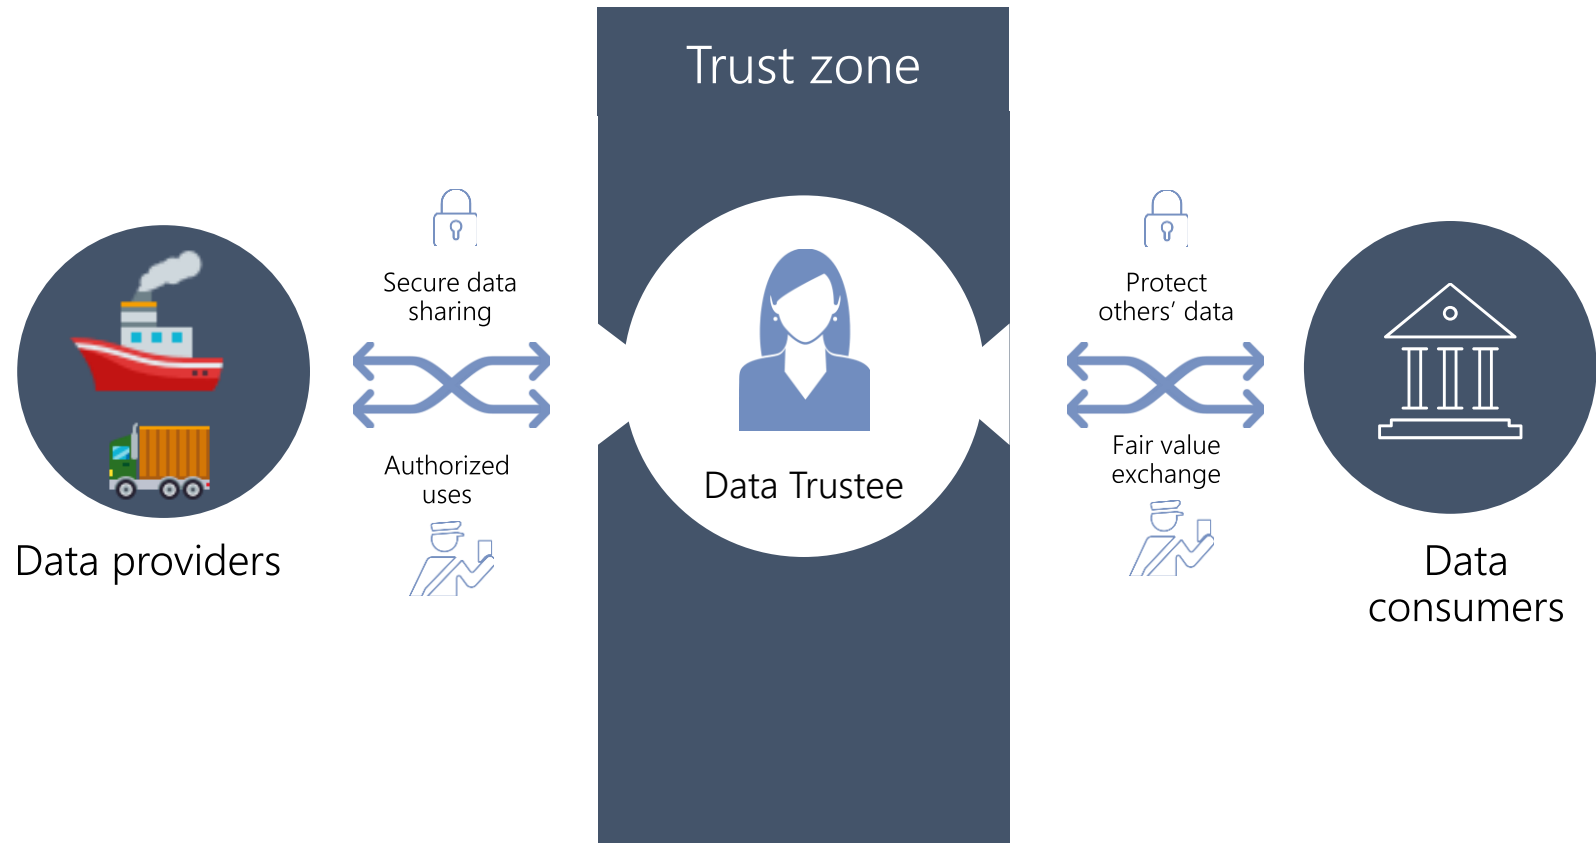 Trust zone
Secure data
sharing
Authorized
uses
Data providers
Data Trustee
Protect
others’ data
Fair value
exchange
Data
consumers